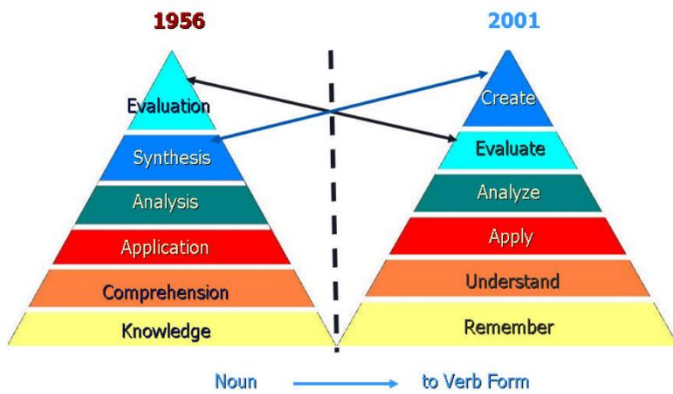 1956
Evaluation
Synthesis
Analysis
Application
Comprehension
Knowledge
2001
Create
Evaluate
Analyze
Apply
Understand
Remember
Noun to Verb Form